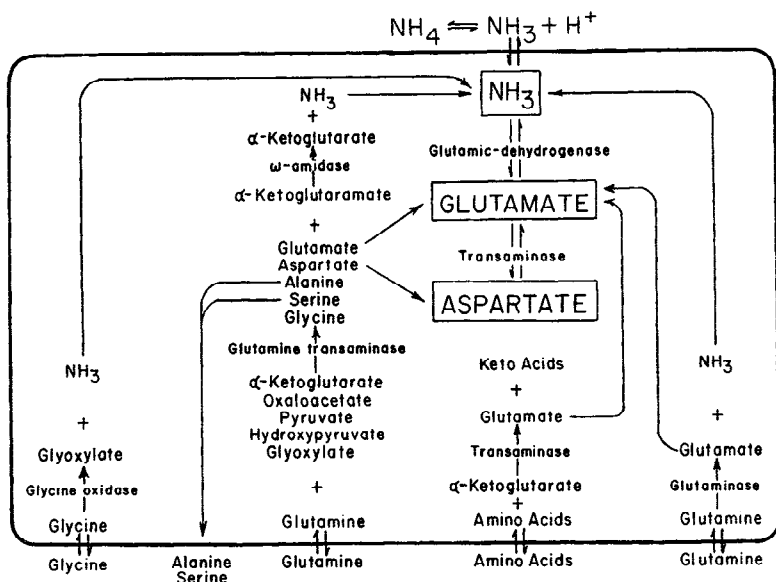 NH4 ⇌ NH3 + H+
NH3
NH3
+
α-Ketoglutarate
ω-amidase
α-Ketoglutaramate
+
Glutamate
Aspartate
Alanine
Serine
Glycine
Glutamine transaminase
α-Ketoglutarate
Oxaloacetate
Pyruvate
Hydroxypyruvate
Glyoxylate
+
Glutamine
Glutamine
Glutamic-dehydrogenase
GLUTAMATE
Transaminase
ASPARTATE
Keto Acids
+
Glutamate
Transaminase
α-Ketoglutarate
+
Amino Acids
Amino Acids
NH3
+
Glyoxylate
Glycine oxidase
Glycine
Glycine
Alanine
Serine
NH3
+
Glutamate
Glutaminase
Glutamine
Glutamine